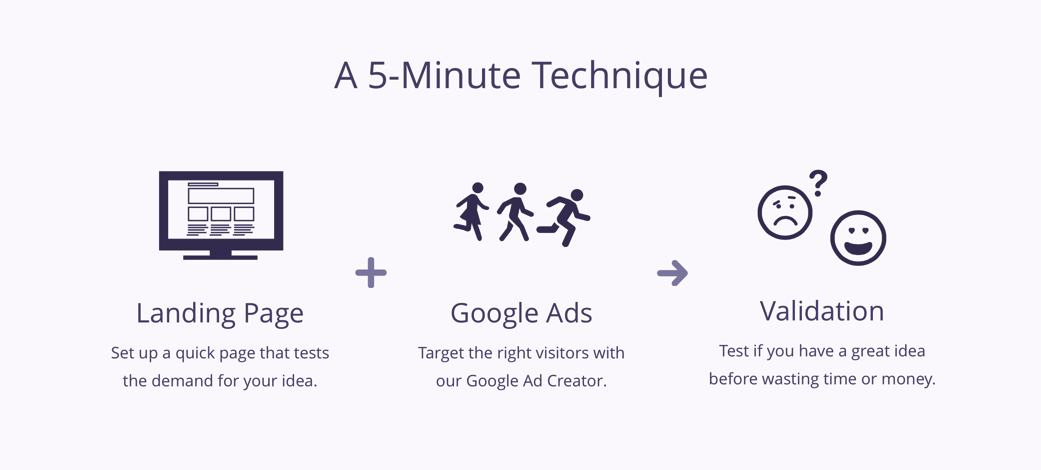 A 5-Minute Technique
?
Landing Page
Set up a quick page that tests
the demand for your idea.
Google Ads
Target the right visitors with
our Google Ad Creator.
Validation
Test if you have a great idea
before wasting time or money.